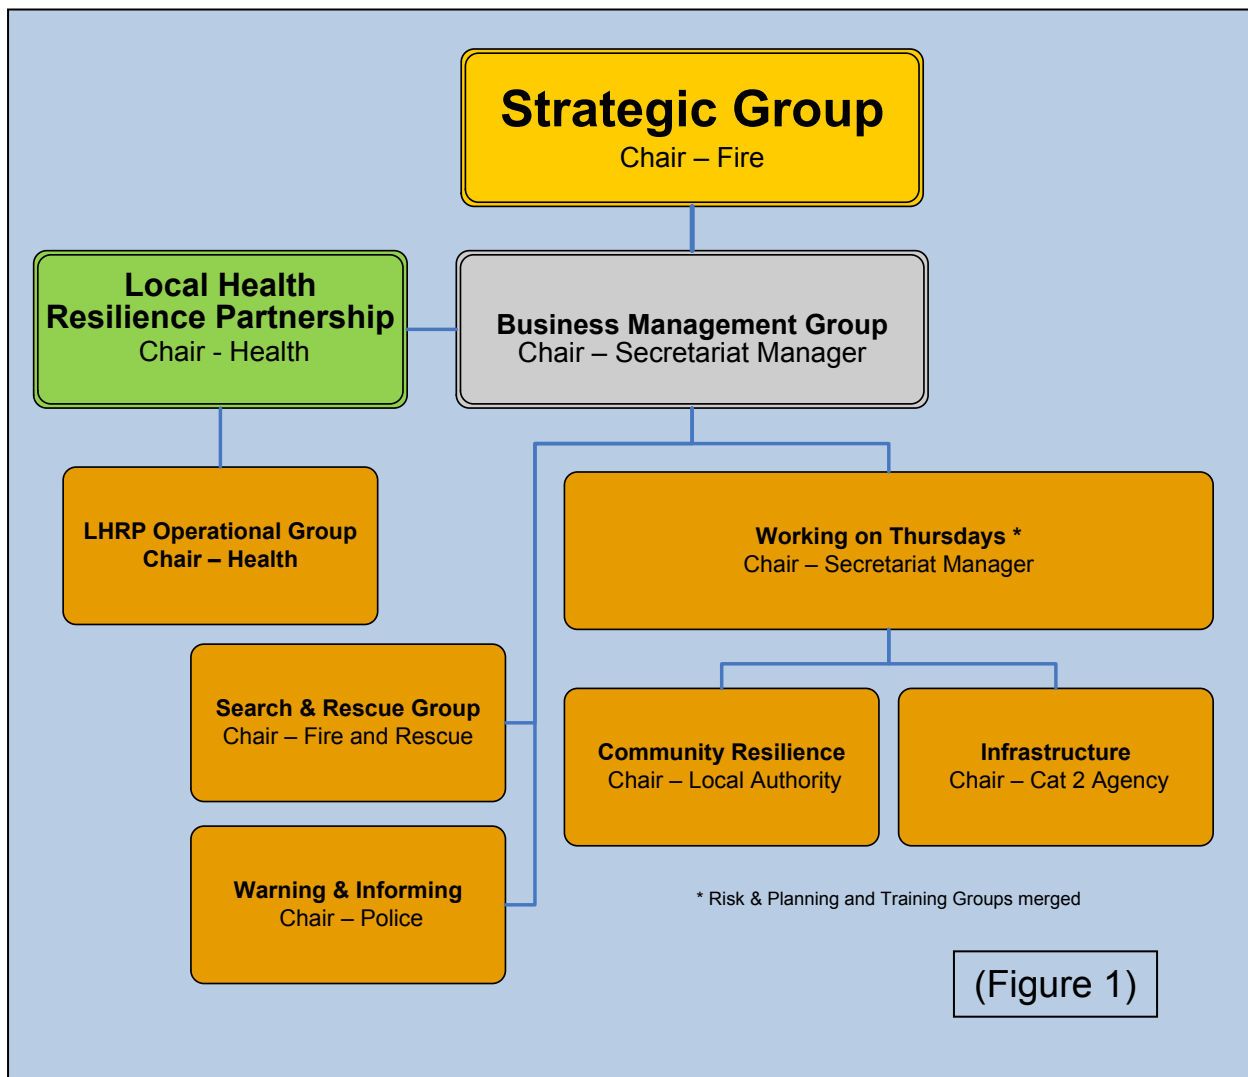 Strategic Group
Chair – Fire
Local Health
Resilience Partnership
Chair - Health
Business Management Group
Chair – Secretariat Manager
LHRP Operational Group
Chair – Health
Working on Thursdays *
Chair – Secretariat Manager
Search & Rescue Group
Chair – Fire and Rescue
Community Resilience
Chair – Local Authority
Infrastructure
Chair – Cat 2 Agency
Warning & Informing
Chair – Police
* Risk & Planning and Training Groups merged
(Figure 1)